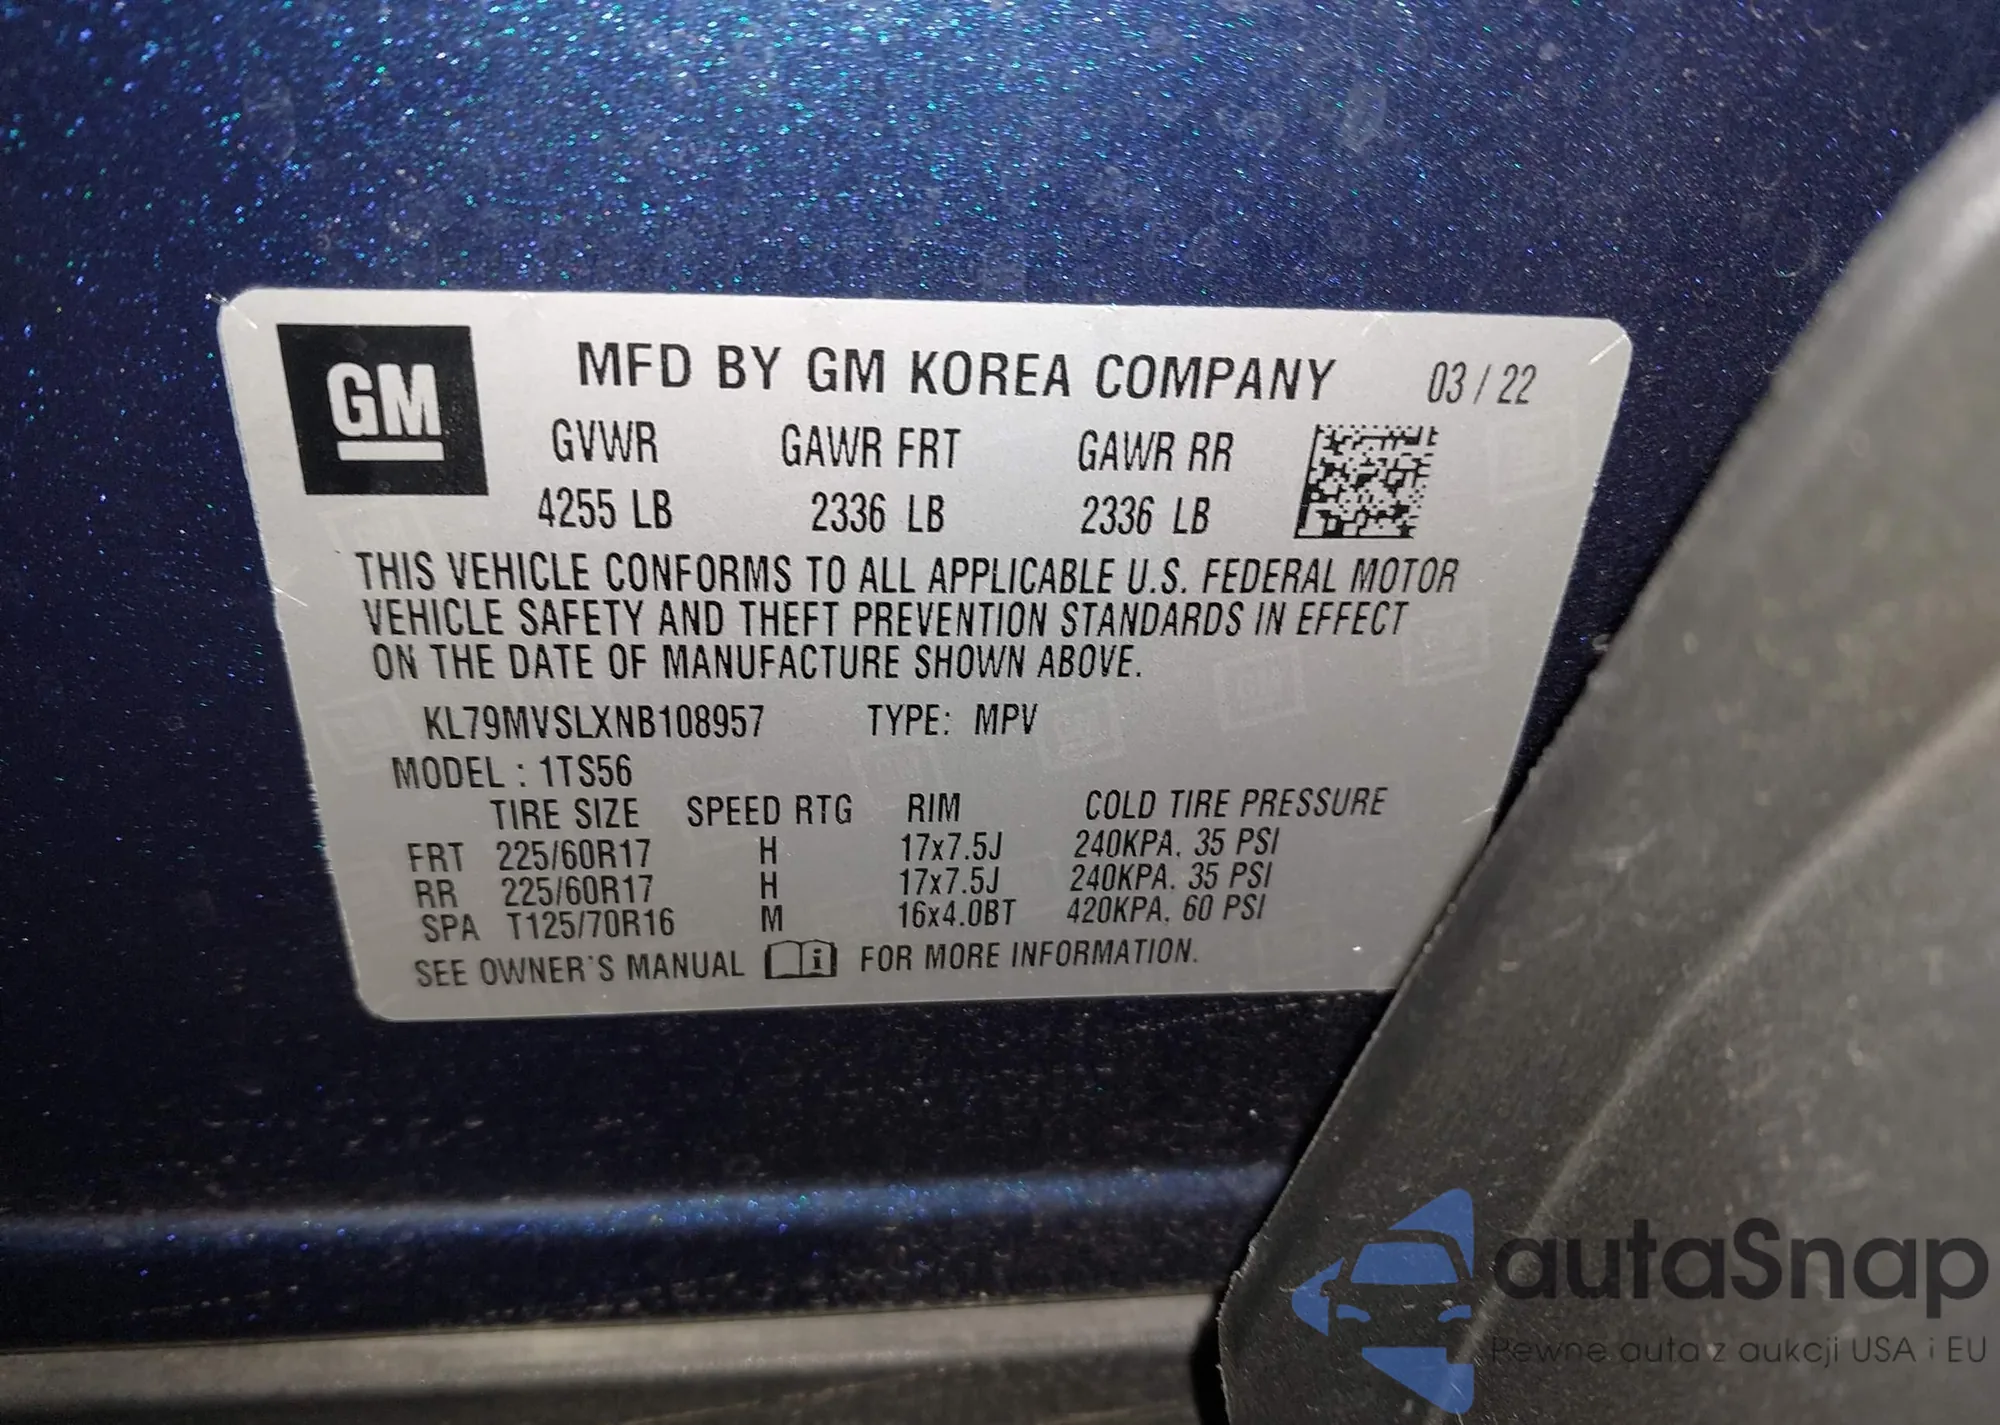 GM
MFD BY GM KOREA COMPANY 03 / 22
GVWR GAWR FRT GAWR RR
4255 LB 2336 LB 2336 LB
THIS VEHICLE CONFORMS TO ALL APPLICABLE U.S. FEDERAL MOTOR
VEHICLE SAFETY AND THEFT PREVENTION STANDARDS IN EFFECT
ON THE DATE OF MANUFACTURE SHOWN ABOVE.
KL79MVSLXNB108957 TYPE: MPV
MODEL : 1TS56
TIRE SIZE SPEED RTG RIM COLD TIRE PRESSURE
FRT 225/60R17 H 17x7.5J 240KPA, 35 PSI
RR 225/60R17 H 17x7.5J 240KPA, 35 PSI
SPA T125/70R16 M 16x4.0BT 420KPA, 60 PSI
SEE OWNER'S MANUAL i FOR MORE INFORMATION.
autaSnap
Pewne auta z aukcji USA i EU